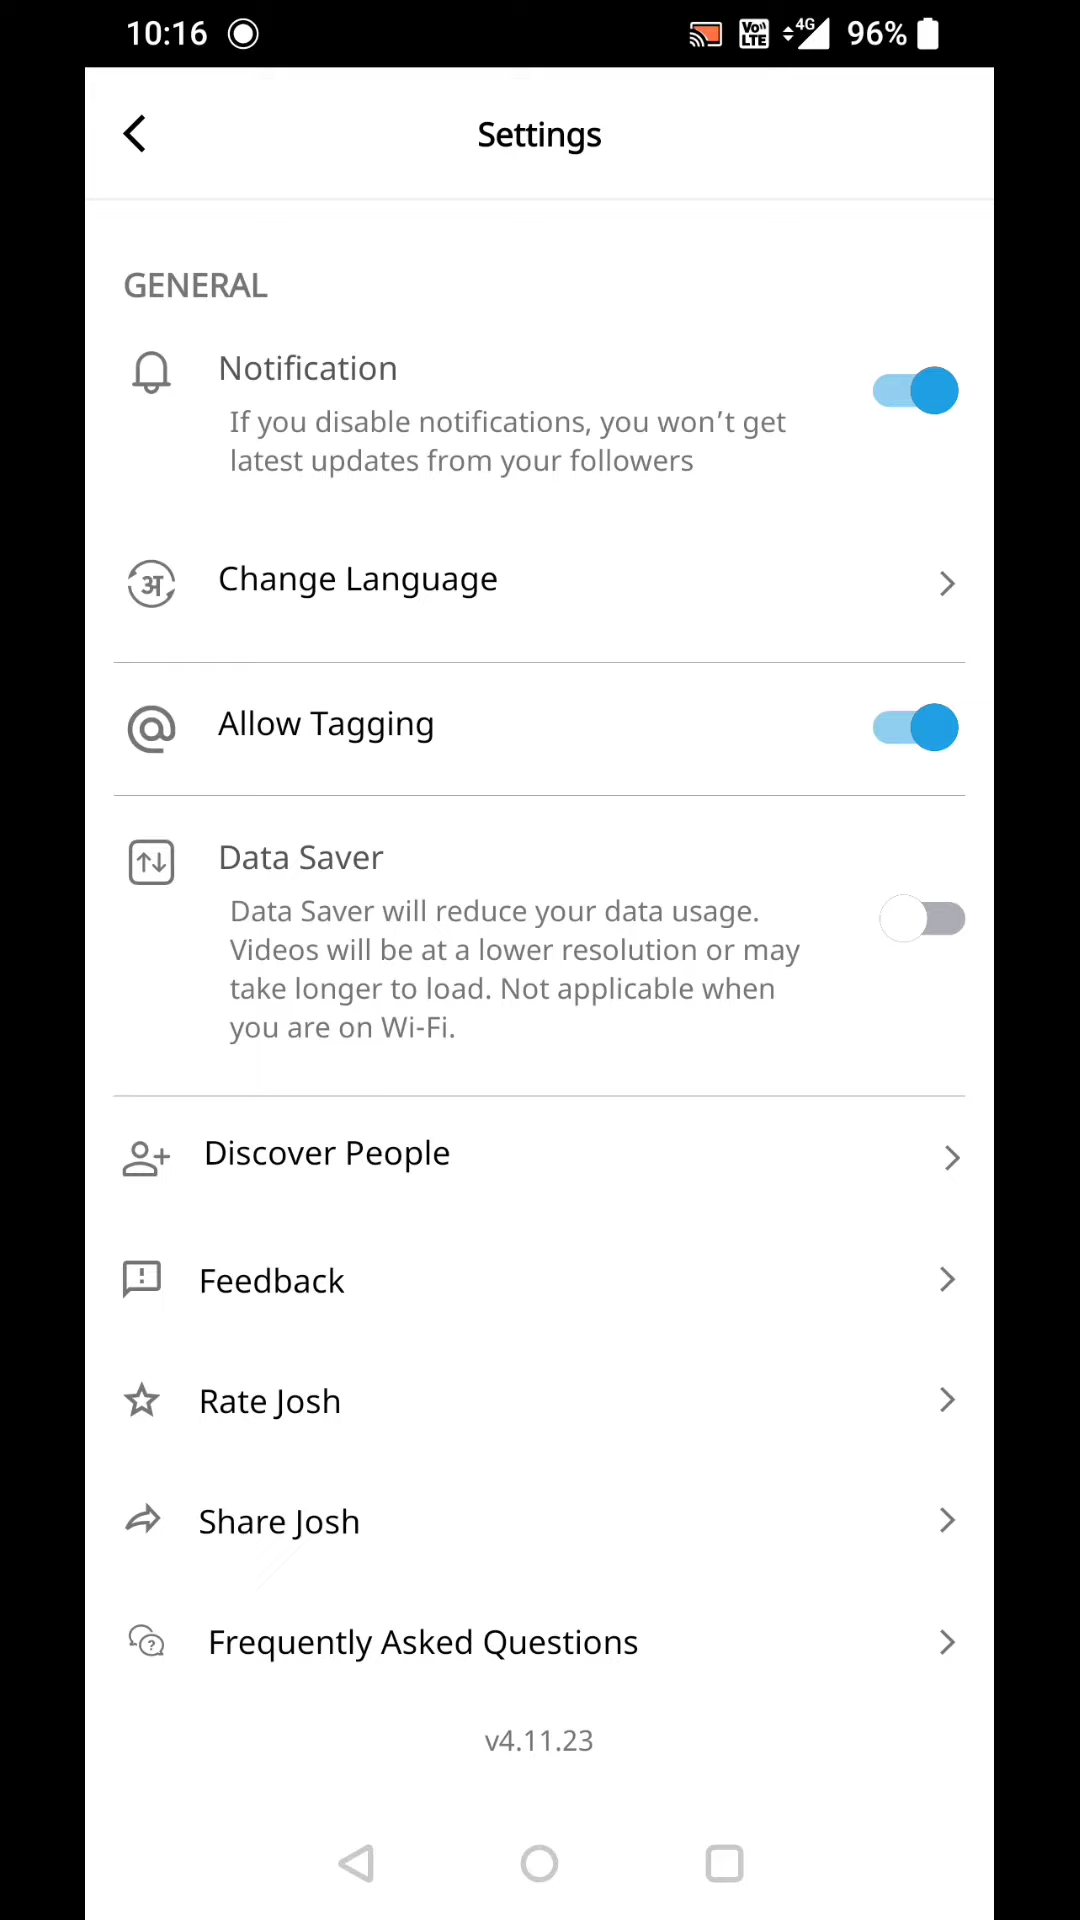 10:16 VoLTE 4G 96%
Settings
GENERAL
Notification
If you disable notifications, you won’t get
latest updates from your followers
अ Change Language
Allow Tagging
Data Saver
Data Saver will reduce your data usage.
Videos will be at a lower resolution or may
take longer to load. Not applicable when
you are on Wi-Fi.
Discover People
Feedback
Rate Josh
Share Josh
Frequently Asked Questions
v4.11.23